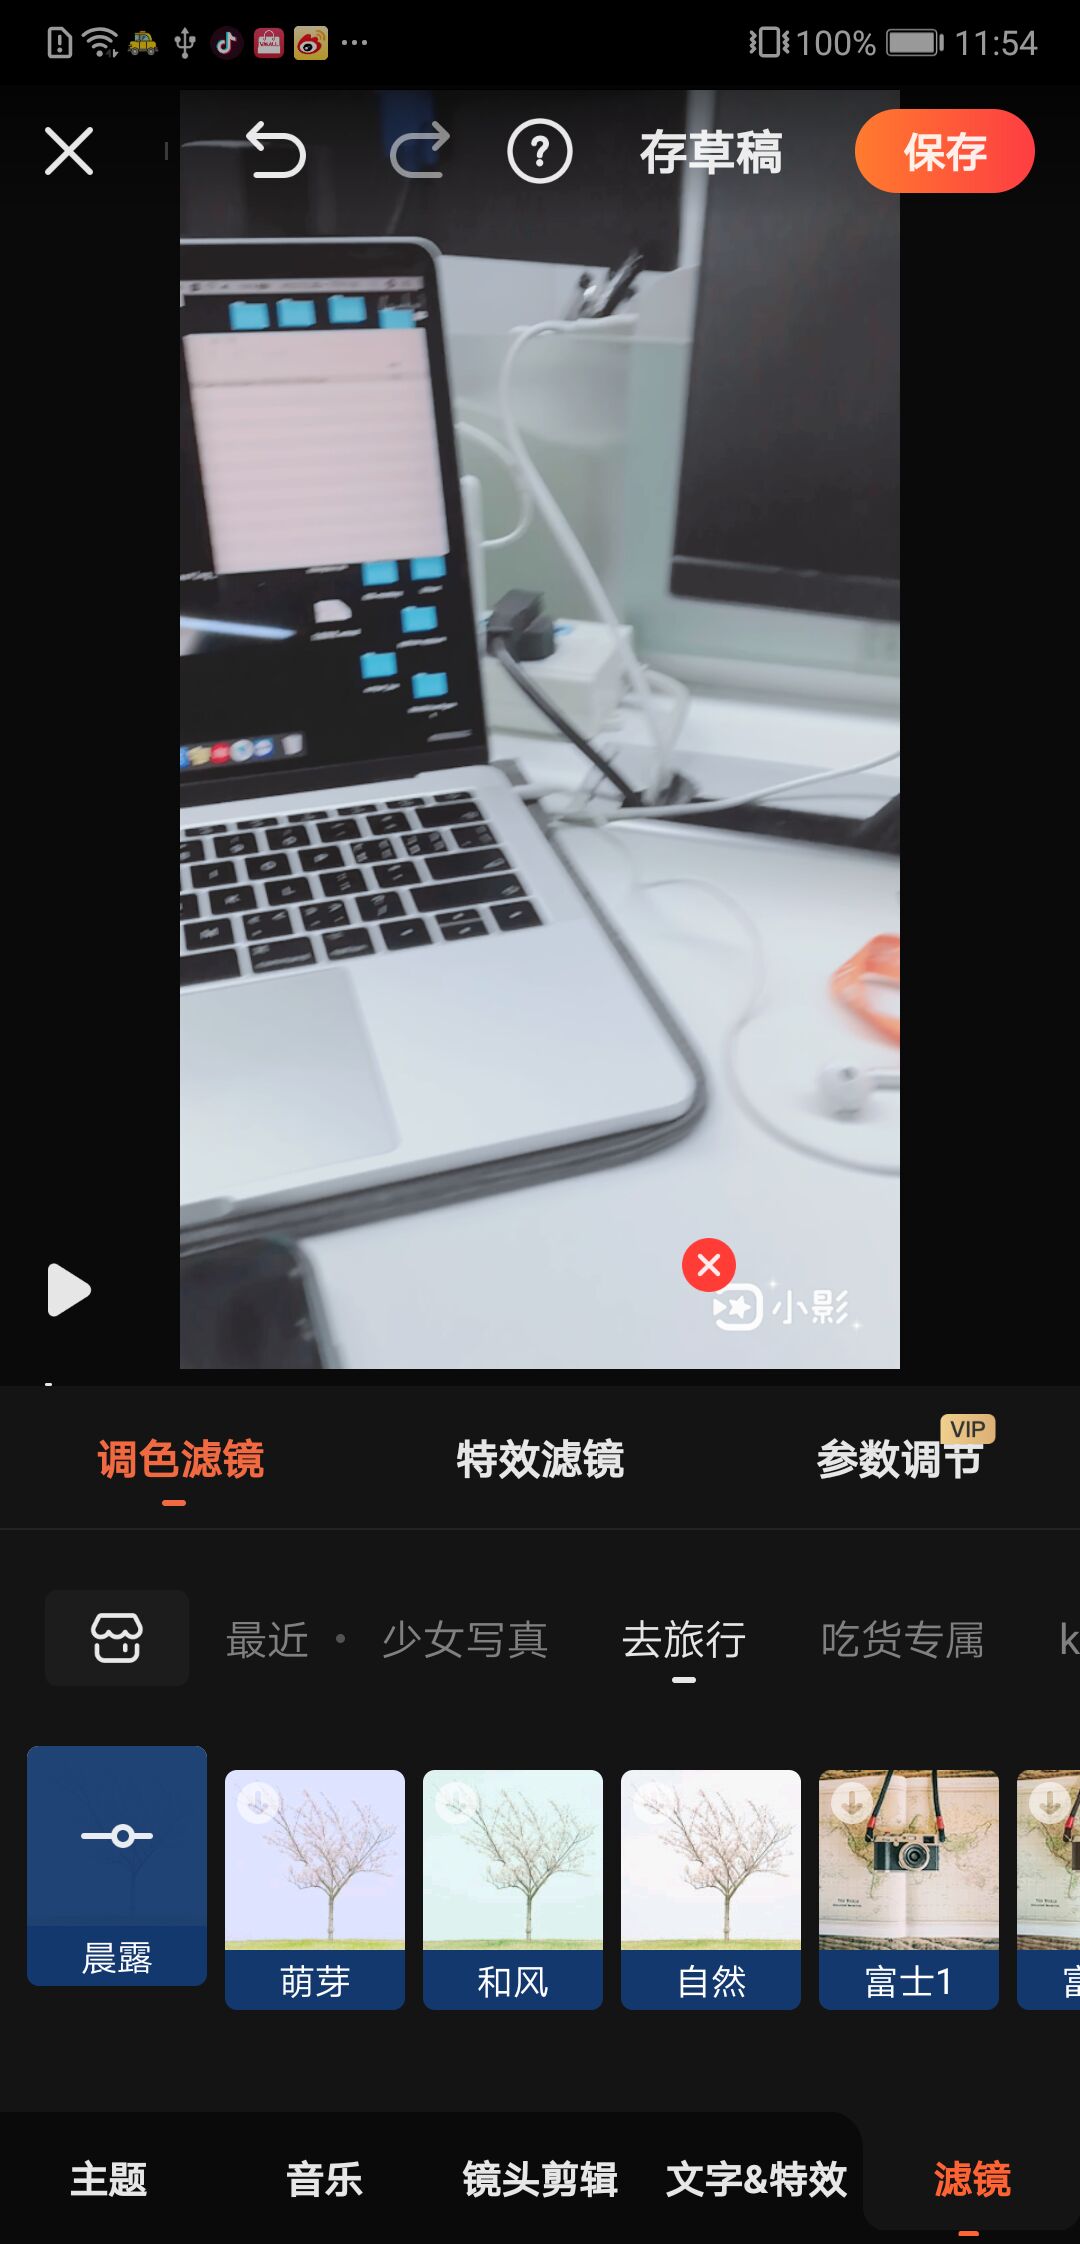 100% 11:54
存草稿 保存
小影
调色滤镜 特效滤镜 参数调节 VIP
最近 少女写真 去旅行 吃货专属 k
晨露 萌芽 和风 自然 富士1 富
主题 音乐 镜头剪辑 文字&特效 滤镜